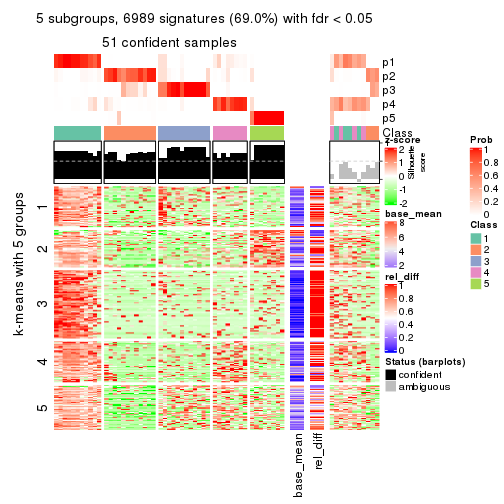 5 subgroups, 6989 signatures (69.0%) with fdr < 0.05
51 confident samples
p1
p2
p3
p4
p5
Class
z-score
2
1
0
-1
-2
Silhouette
score
base_mean
8
6
4
2
rel_diff
1
0.8
0.6
0.4
0.2
0
Status (barplots)
confident
ambiguous
Prob
1
0.8
0.6
0.4
0.2
0
Class
1
2
3
4
5
k-means with 5 groups
1
2
3
4
5
base_mean
rel_diff